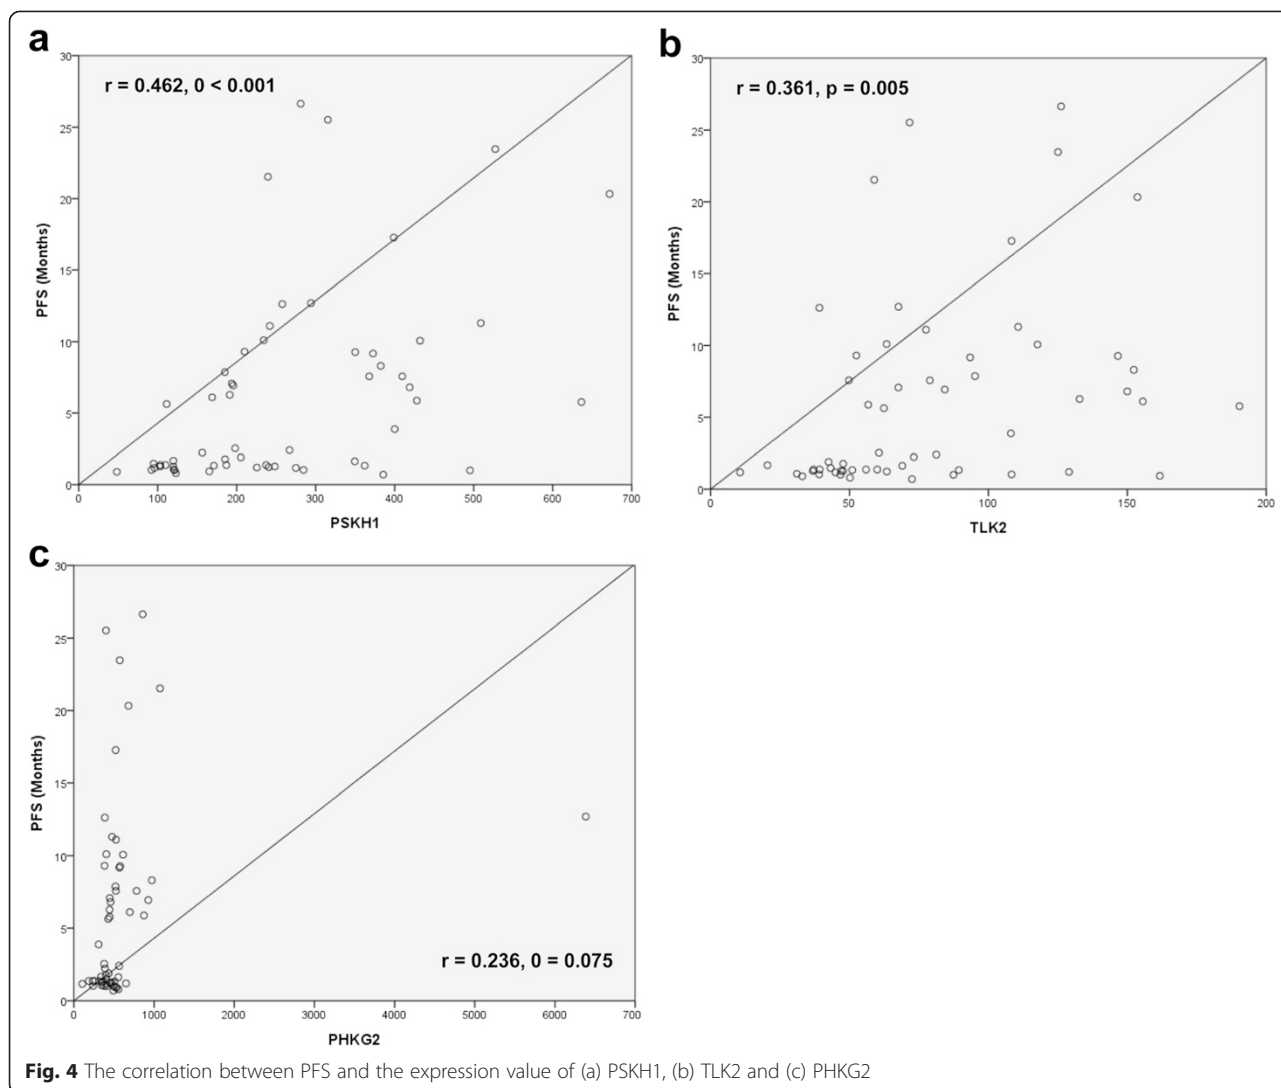 a
r = 0.462, 0 < 0.001
30
25
20
15
10
5
0
PFS (Months)
0 100 200 300 400 500 600 700
PSKH1
b
r = 0.361, p = 0.005
30
25
20
15
10
5
0
PFS (Months)
0 50 100 150 200
TLK2
c
30
25
20
15
10
5
0
PFS (Months)
r = 0.236, 0 = 0.075
0 1000 2000 3000 4000 5000 6000 700
PHKG2
Fig. 4 The correlation between PFS and the expression value of (a) PSKH1, (b) TLK2 and (c) PHKG2